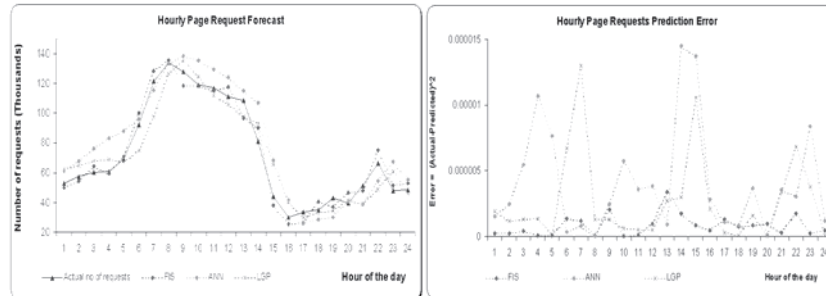 Hourly Page Request Forecast
Number of requests (Thousands)
140
120
100
80
60
40
20
1 2 3 4 5 6 7 8 9 10 11 12 13 14 15 16 17 18 19 20 21 22 23 24
Actual no of requests FIS ANN LGP Hour of the day
Hourly Page Requests Prediction Error
Error = (Actual-Predicted)^2
0.000015
0.00001
0.000005
0
1 2 3 4 5 6 7 8 9 10 11 12 13 14 15 16 17 18 19 20 21 22 23 24
FIS ANN LGP Hour of the day